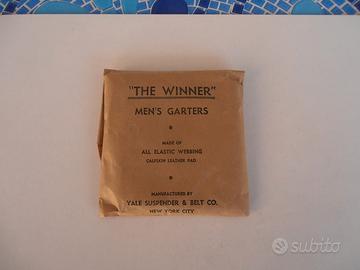 "THE WINNER"
MEN'S GARTERS
MADE OF
ALL ELASTIC WEBBING
CALFSKIN LEATHER PAD
MANUFACTURED BY
YALE SUSPENDER & BELT CO.
NEW YORK CITY
subito